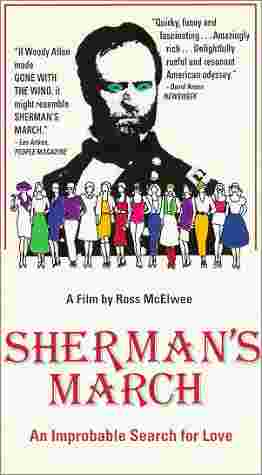 "If Woody Allen
made
GONE WITH
THE WIND, it
might resemble
SHERMAN'S
MARCH."
- Lee Aitken,
PEOPLE MAGAZINE
"Quirky, funny and
fascinating . . . Amazingly
rich . . . Delightfully
rueful and resonant
American odyssey."
- David Ansen
NEWSWEEK
A Film by Ross McElwee
SHERMAN'S
MARCH
An Improbable Search for Love